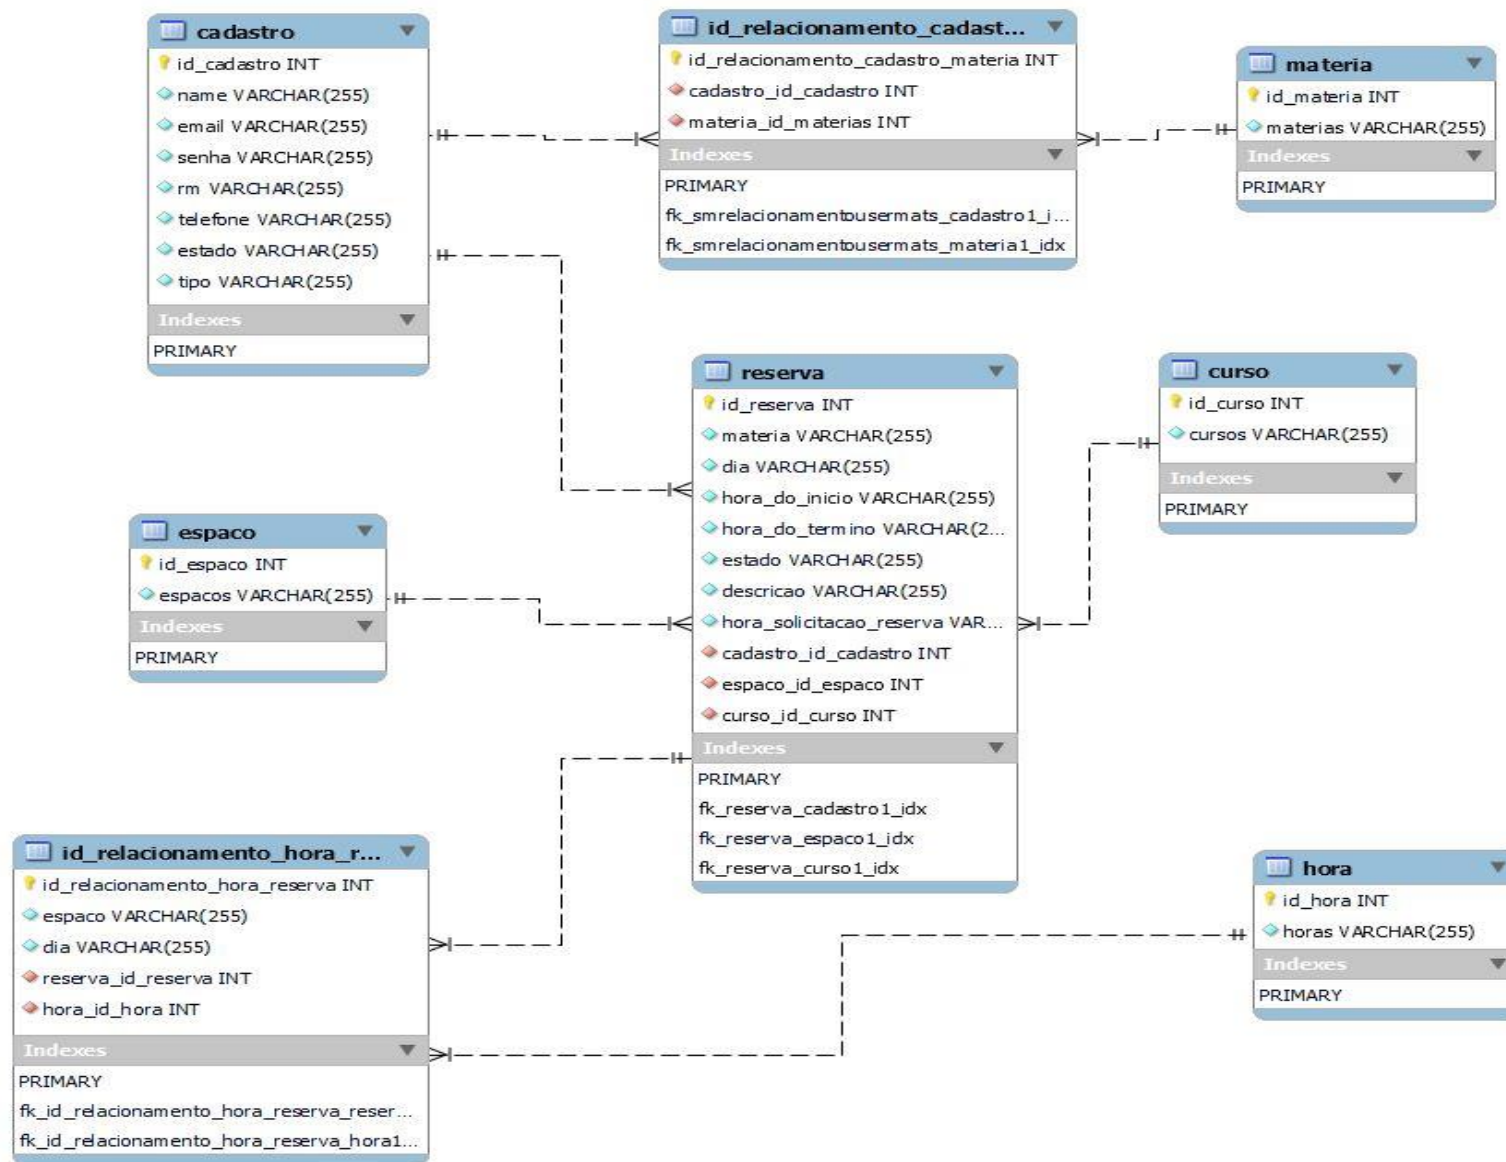 cadastro
id_cadastro INT
name VARCHAR(255)
email VARCHAR(255)
senha VARCHAR(255)
rm VARCHAR(255)
telefone VARCHAR(255)
estado VARCHAR(255)
tipo VARCHAR(255)
Indexes
PRIMARY
id_relacionamento_cadast...
id_relacionamento_cadastro_materia INT
cadastro_id_cadastro INT
materia_id_materias INT
Indexes
PRIMARY
fk_smrelacionamentousermats_cadastro1_i...
fk_smrelacionamentousermats_materia1_idx
materia
id_materia INT
materias VARCHAR(255)
Indexes
PRIMARY
reserva
id_reserva INT
materia VARCHAR(255)
dia VARCHAR(255)
hora_do_inicio VARCHAR(255)
hora_do_termino VARCHAR(2...
estado VARCHAR(255)
descricao VARCHAR(255)
hora_solicitacao_reserva VAR...
cadastro_id_cadastro INT
espaco_id_espaco INT
curso_id_curso INT
Indexes
PRIMARY
fk_reserva_cadastro1_idx
fk_reserva_espaco1_idx
fk_reserva_curso1_idx
curso
id_curso INT
cursos VARCHAR(255)
Indexes
PRIMARY
espaco
id_espaco INT
espacos VARCHAR(255)
Indexes
PRIMARY
id_relacionamento_hora_r...
id_relacionamento_hora_reserva INT
espaco VARCHAR(255)
dia VARCHAR(255)
reserva_id_reserva INT
hora_id_hora INT
Indexes
PRIMARY
fk_id_relacionamento_hora_reserva_reser...
fk_id_relacionamento_hora_reserva_hora1...
hora
id_hora INT
horas VARCHAR(255)
Indexes
PRIMARY